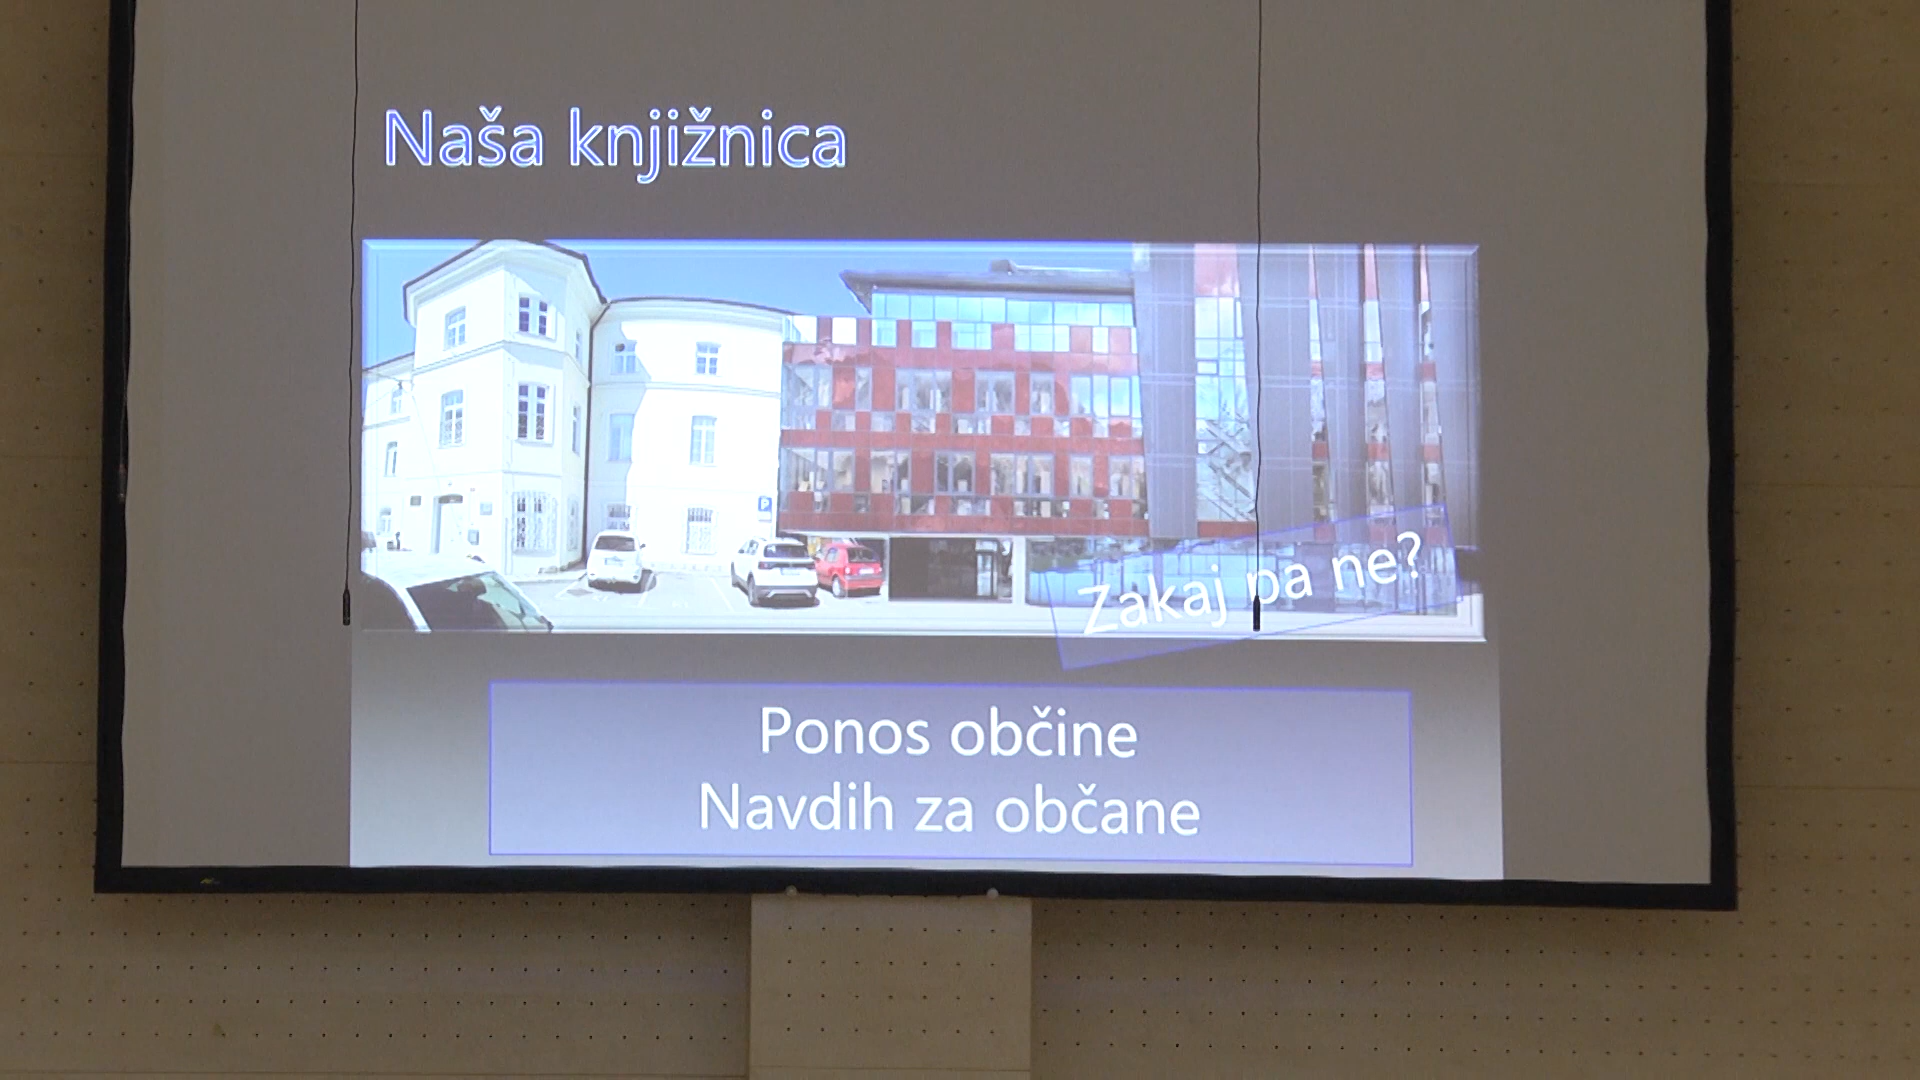 Naša knjižnica
P
Zakaj pa ne?
Ponos občine
Navdih za občane